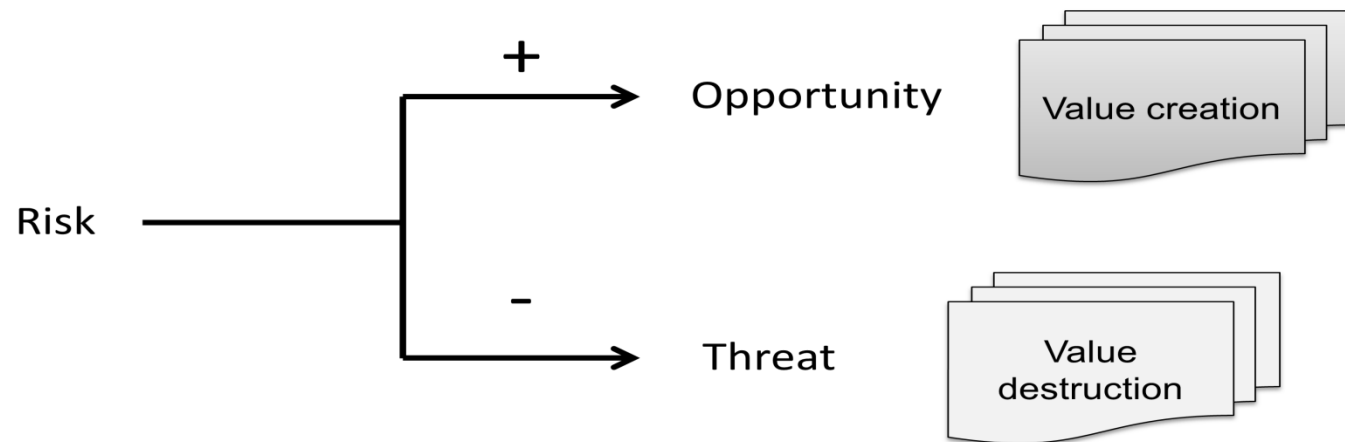 +
Opportunity
Value creation
Risk
-
Threat
Value
destruction